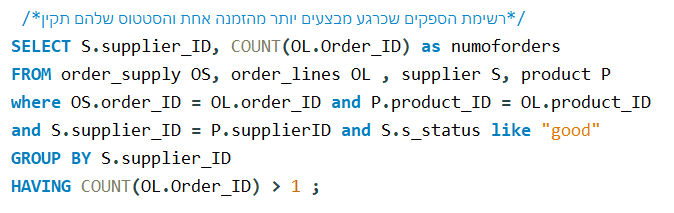 /*רשימת הספקים שכרגע מבצעים יותר מהזמנה אחת והסטטוס שלהם תקין*/
SELECT S.supplier_ID, COUNT(OL.Order_ID) as numoforders
FROM order_supply OS, order_lines OL , supplier S, product P
where OS.order_ID = OL.order_ID and P.product_ID = OL.product_ID
and S.supplier_ID = P.supplierID and S.s_status like "good"
GROUP BY S.supplier_ID
HAVING COUNT(OL.Order_ID) > 1 ;